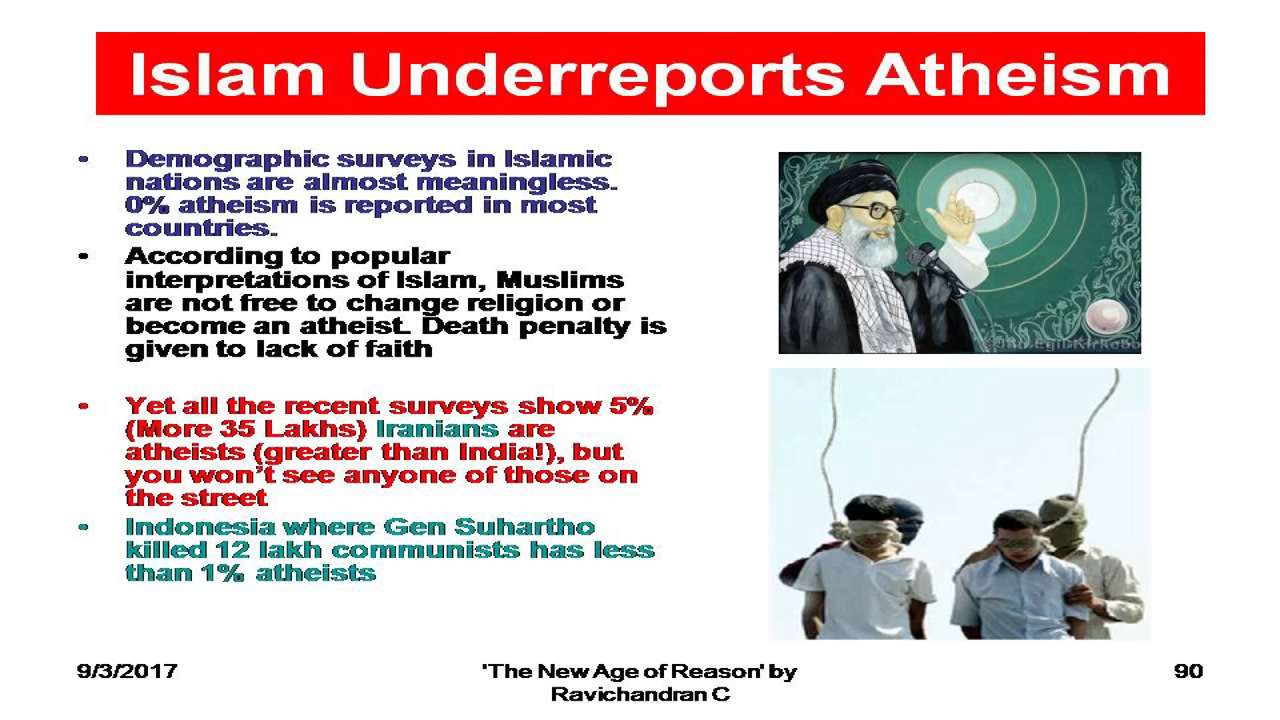 Islam Underreports Atheism
• Demographic surveys in Islamic
nations are almost meaningless.
0% atheism is reported in most
countries.
• According to popular
interpretations of Islam, Muslims
are not free to change religion or
become an atheist. Death penalty is
given to lack of faith
• Yet all the recent surveys show 5%
(More 35 Lakhs) Iranians are
atheists (greater than India!), but
you won't see anyone of those on
the street
• Indonesia where Gen Suhartho
killed 12 lakh communists has less
than 1% atheists
9/3/2017
'The New Age of Reason' by
Ravichandran C
90